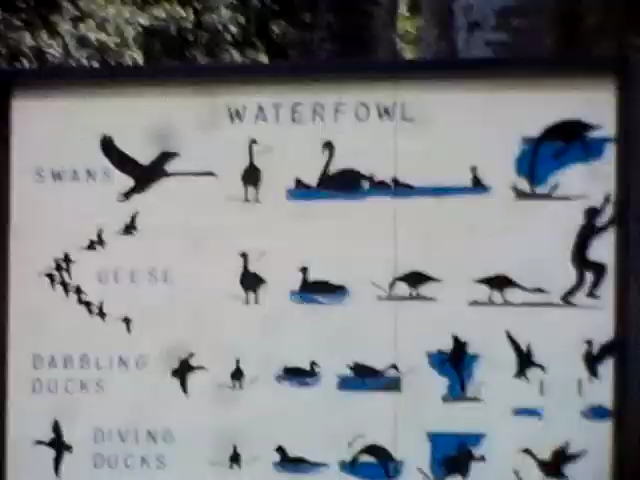 WATERFOWL
SWANS
GEESE
DABBLING
DUCKS
DIVING
DUCKS